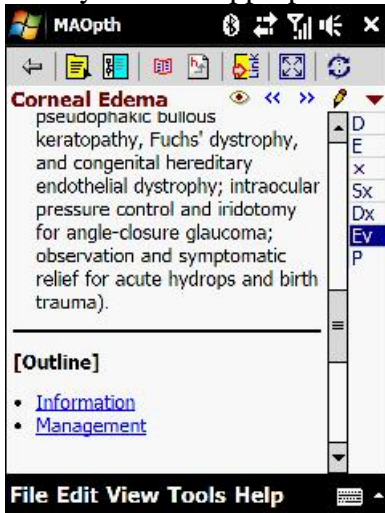 MAOpth
Corneal Edema
pseudophakic bullous
keratopathy, Fuchs' dystrophy,
and congenital hereditary
endothelial dystrophy; intraocular
pressure control and iridotomy
for angle-closure glaucoma;
observation and symptomatic
relief for acute hydrops and birth
trauma).
[Outline]
• Information
• Management
D
E
×
Sx
Dx
Ev
P
File Edit View Tools Help